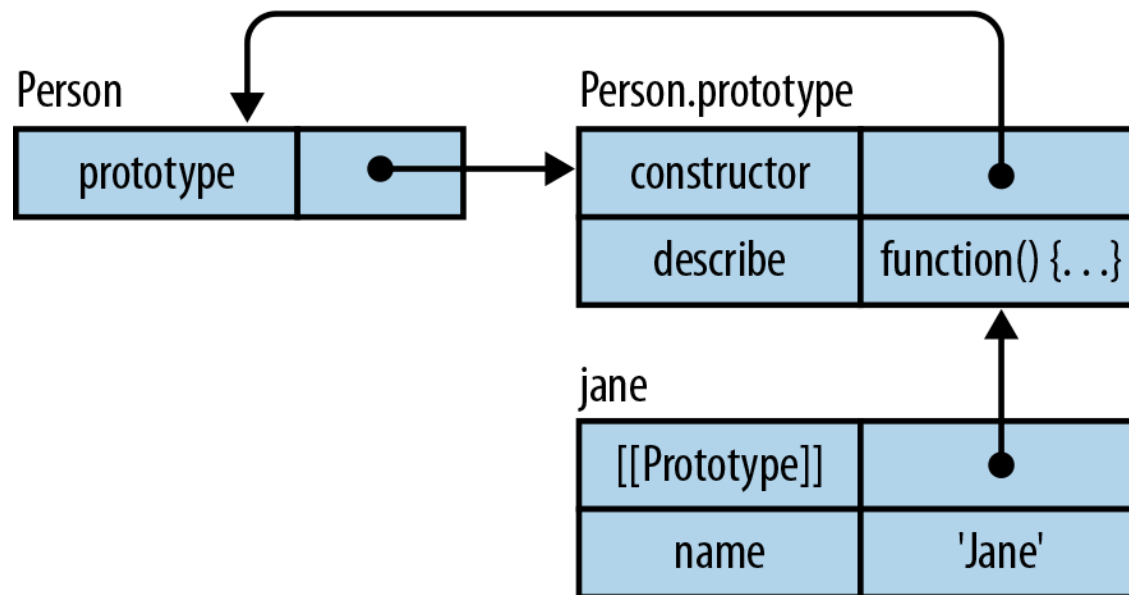 Person
Person.prototype
prototype
constructor
describe
function() {. . .}
jane
[[Prototype]]
name
'Jane'